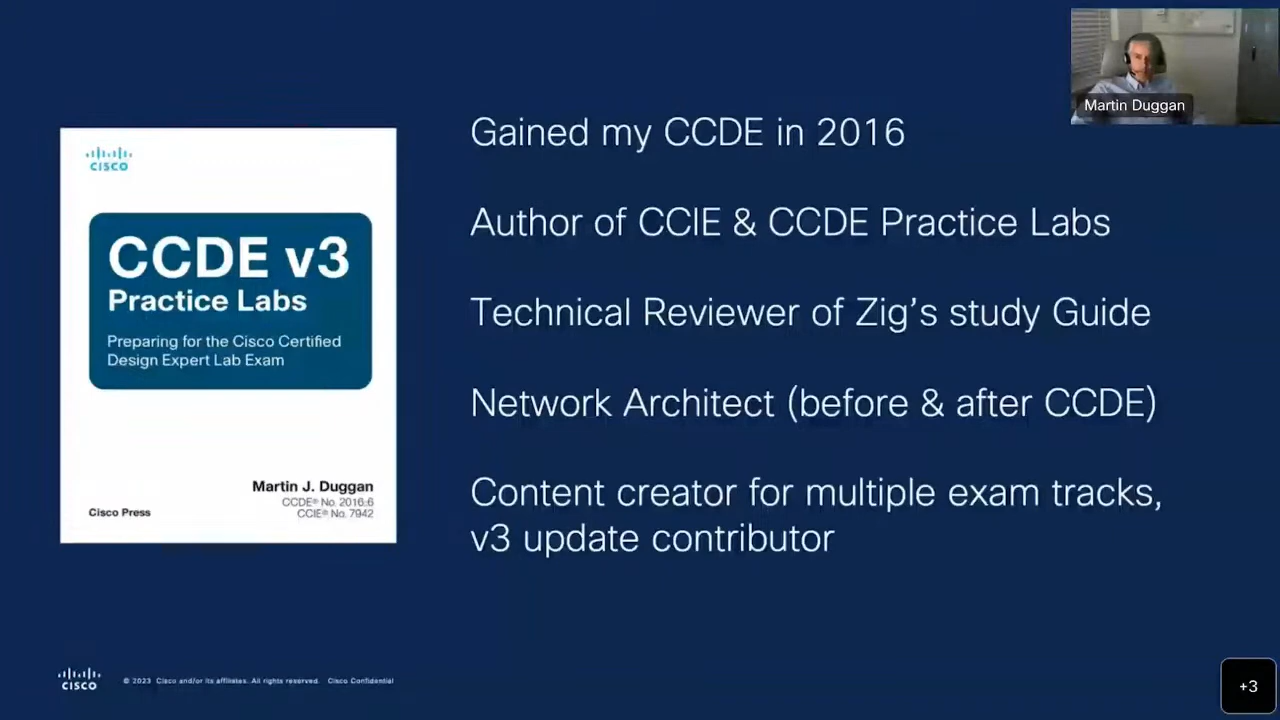 CISCO
CCDE v3
Practice Labs
Preparing for the Cisco Certified
Design Expert Lab Exam
Martin J. Duggan
CCDE® No. 2016:6
CCIE® No. 7942
Cisco Press
Gained my CCDE in 2016
Author of CCIE & CCDE Practice Labs
Technical Reviewer of Zig’s study Guide
Network Architect (before & after CCDE)
Content creator for multiple exam tracks,
v3 update contributor
Martin Duggan
CISCO
© 2023 Cisco and/or its affiliates. All rights reserved. Cisco Confidential
+3